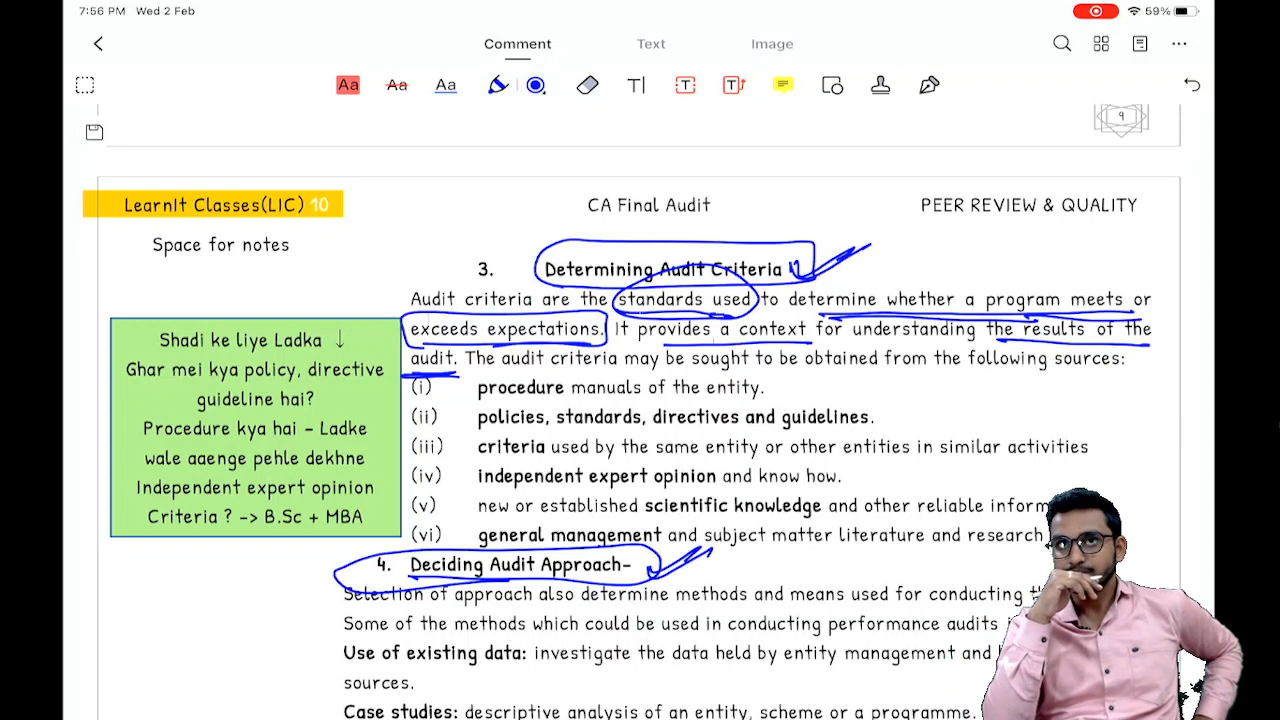 7:56 PM Wed 2 Feb
59%
Comment Text Image
Aa Aa Aa T T T
9
LearnIt Classes(LIC) 10 CA Final Audit PEER REVIEW & QUALITY
Space for notes
3. Determining Audit Criteria
Audit criteria are the standards used to determine whether a program meets or
exceeds expectations. It provides a context for understanding the results of the
audit. The audit criteria may be sought to be obtained from the following sources:
(i) procedure manuals of the entity.
(ii) policies, standards, directives and guidelines.
(iii) criteria used by the same entity or other entities in similar activities
(iv) independent expert opinion and know how.
(v) new or established scientific knowledge and other reliable
(vi) general management and subject matter literature and research
Shadi ke liye Ladka ↓
Ghar mei kya policy, directive
guideline hai?
Procedure kya hai - Ladke
wale aaenge pehle dekhne
Independent expert opinion
Criteria ? -> B.Sc + MBA
4. Deciding Audit Approach-
Selection of approach also determine methods and means used for conducting
Some of the methods which could be used in conducting performance audits
Use of existing data: investigate the data held by entity management and
sources.
Case studies: descriptive analysis of an entity, scheme or a programme.